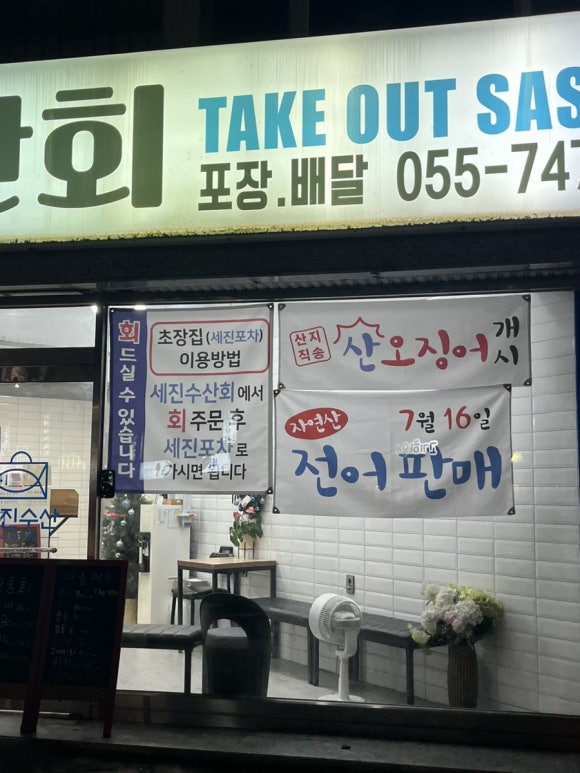 산회
TAKE OUT SAS
포장.배달 055-747
회
드실 수 있습니다
초장집 (세진포차)
이용방법
세진수산회에서
회 주문 후
세진포차로
가시면 됩니다
산지
직송
산오징어
개시
자연산
7월 16일
전어 판매
진수산